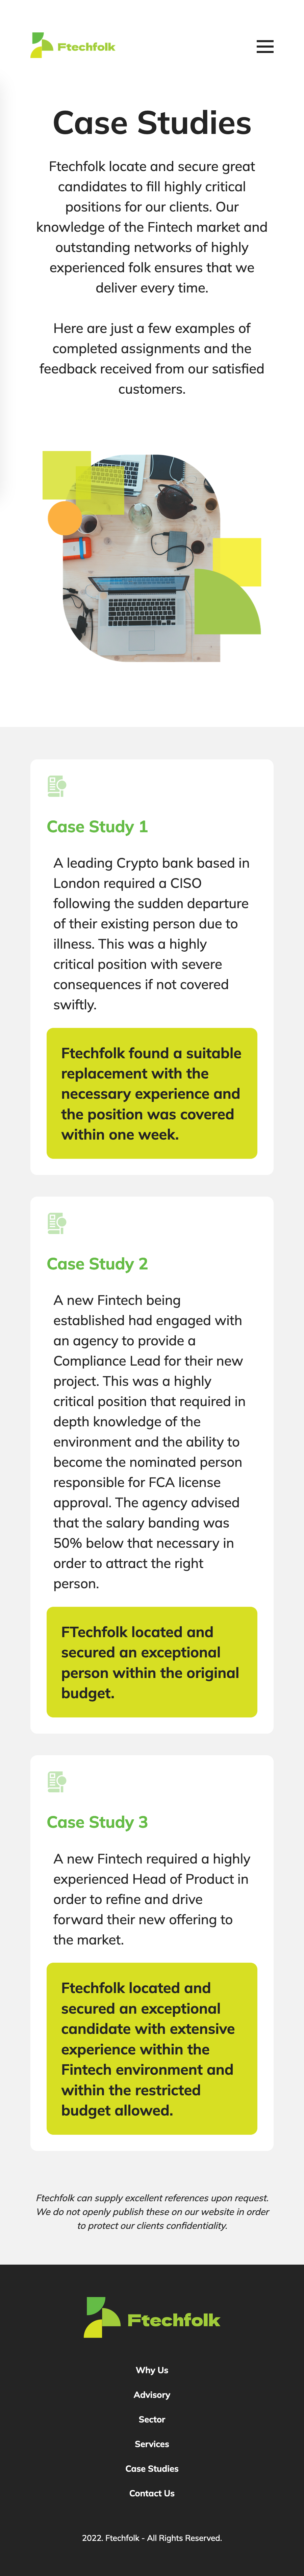 Ftechfolk
Case Studies
Ftechfolk locate and secure great
candidates to fill highly critical
positions for our clients. Our
knowledge of the Fintech market and
outstanding networks of highly
experienced folk ensures that we
deliver every time.
Here are just a few examples of
completed assignments and the
feedback received from our satisfied
customers.
Case Study 1
A leading Crypto bank based in
London required a CISO
following the sudden departure
of their existing person due to
illness. This was a highly
critical position with severe
consequences if not covered
swiftly.
Ftechfolk found a suitable
replacement with the
necessary experience and
the position was covered
within one week.
Case Study 2
A new Fintech being
established had engaged with
an agency to provide a
Compliance Lead for their new
project. This was a highly
critical position that required in
depth knowledge of the
environment and the ability to
become the nominated person
responsible for FCA license
approval. The agency advised
that the salary banding was
50% below that necessary in
order to attract the right
person.
FTechfolk located and
secured an exceptional
person within the original
budget.
Case Study 3
A new Fintech required a highly
experienced Head of Product in
order to refine and drive
forward their new offering to
the market.
Ftechfolk located and
secured an exceptional
candidate with extensive
experience within the
Fintech environment and
within the restricted
budget allowed.
Ftechfolk can supply excellent references upon request.
We do not openly publish these on our website in order
to protect our clients confidentiality.
Ftechfolk
Why Us
Advisory
Sector
Services
Case Studies
Contact Us
2022. Ftechfolk - All Rights Reserved.